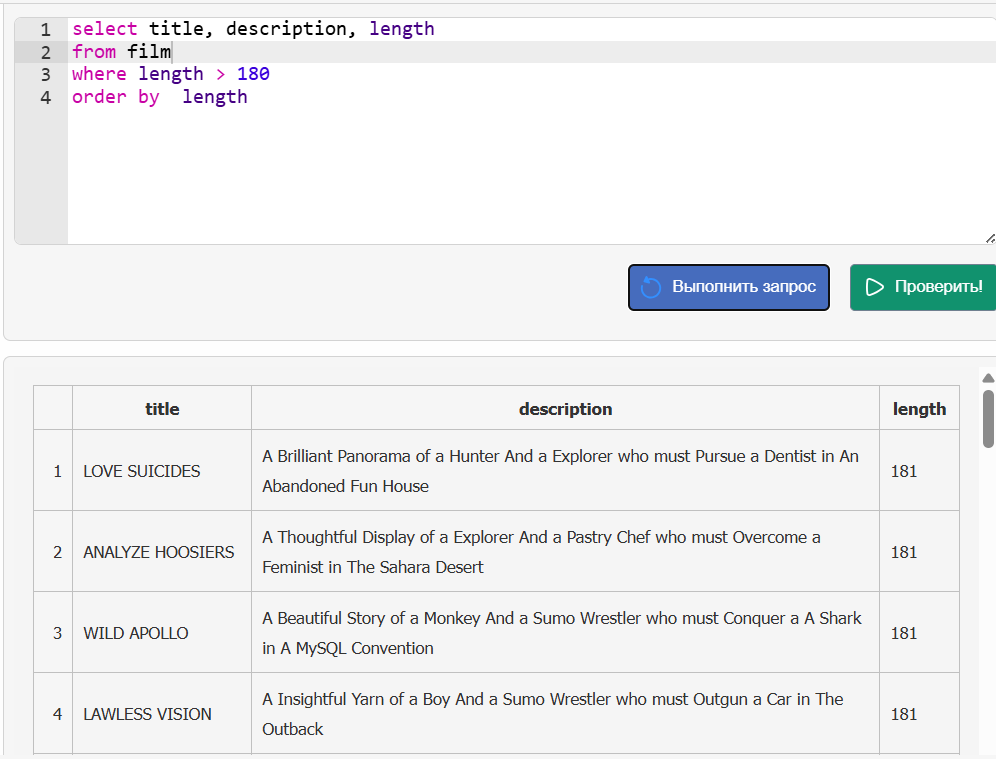 1 select title, description, length
2 from film
3 where length > 180
4 order by  length
Выполнить запрос Проверить!
title description length
1 LOVE SUICIDES A Brilliant Panorama of a Hunter And a Explorer who must Pursue a Dentist in An
Abandoned Fun House 181
2 ANALYZE HOOSIERS A Thoughtful Display of a Explorer And a Pastry Chef who must Overcome a
Feminist in The Sahara Desert 181
3 WILD APOLLO A Beautiful Story of a Monkey And a Sumo Wrestler who must Conquer a A Shark
in A MySQL Convention 181
4 LAWLESS VISION A Insightful Yarn of a Boy And a Sumo Wrestler who must Outgun a Car in The
Outback 181